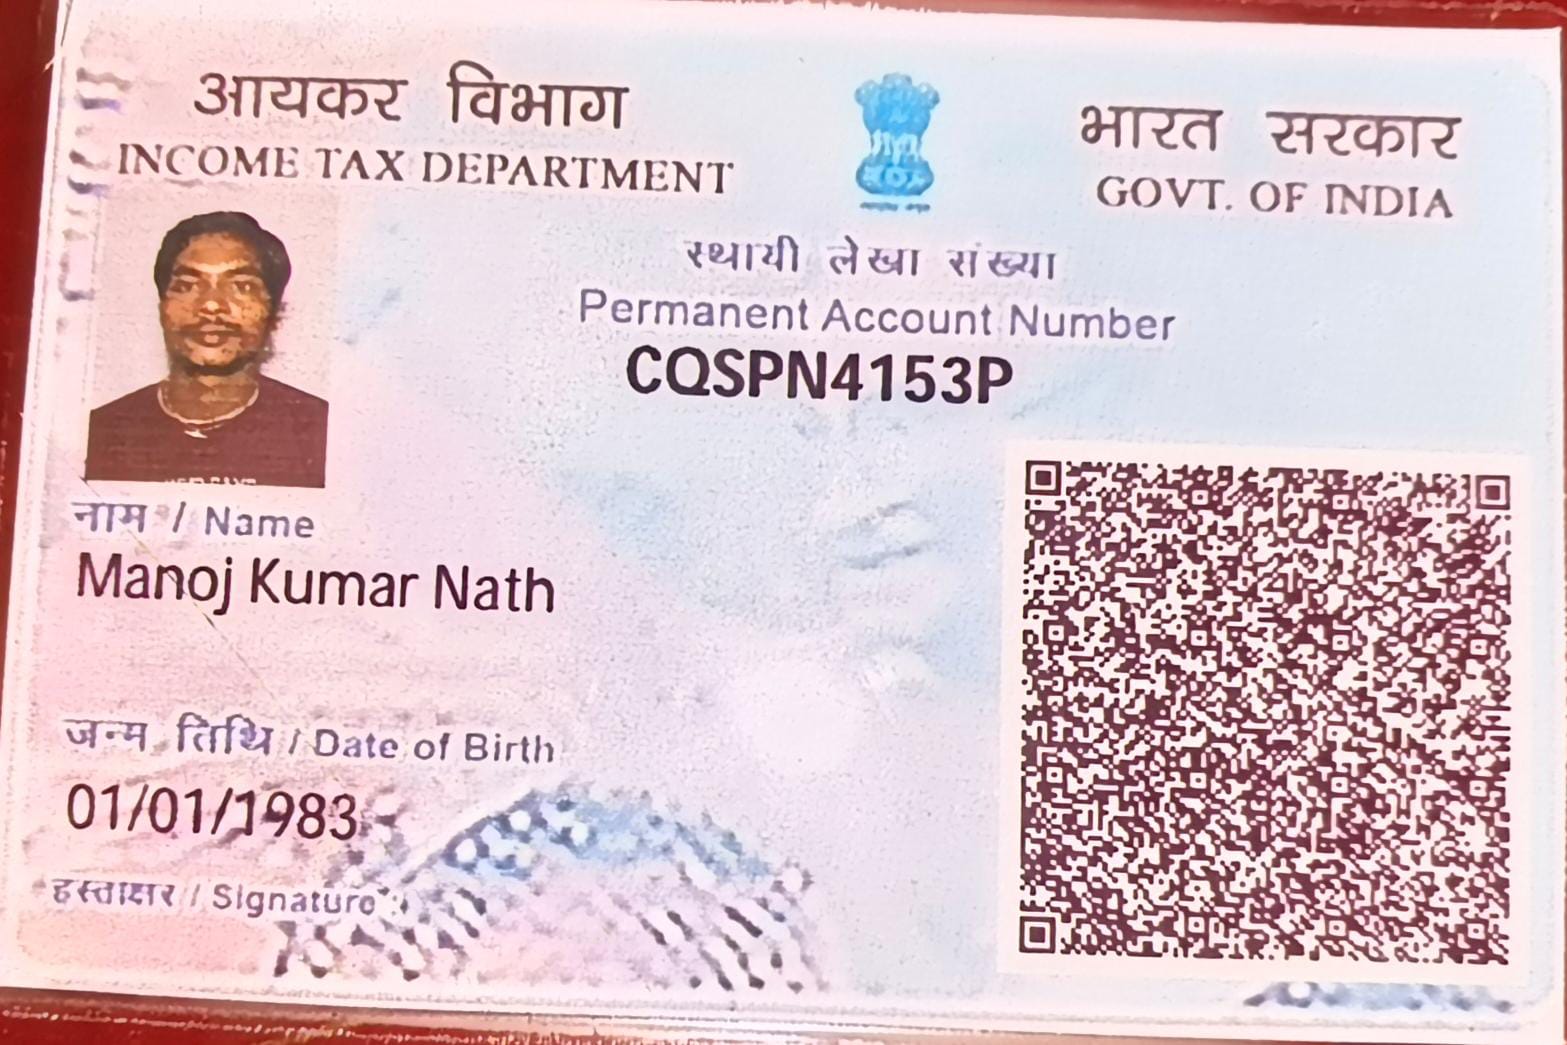 आयकर विभाग
INCOME TAX DEPARTMENT
भारत सरकार
GOVT. OF INDIA
स्थायी लेखा संख्या
Permanent Account Number
CQSPN4153P
नाम / Name
Manoj Kumar Nath
जन्म तिथि / Date of Birth
01/01/1983
हस्ताक्षर / Signature